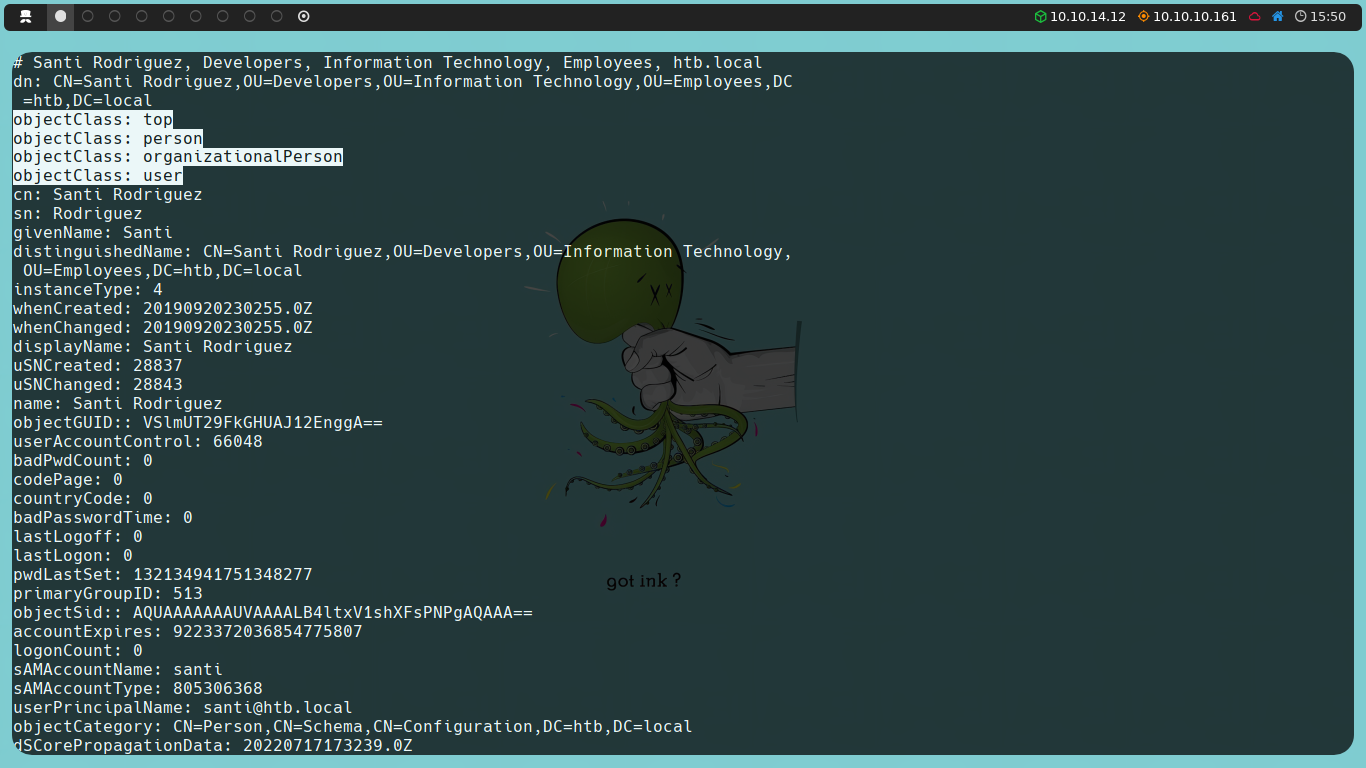 10.10.14.12 10.10.10.161 15:50
# Santi Rodriguez, Developers, Information Technology, Employees, htb.local
dn: CN=Santi Rodriguez,OU=Developers,OU=Information Technology,OU=Employees,DC
 =htb,DC=local
objectClass: top
objectClass: person
objectClass: organizationalPerson
objectClass: user
cn: Santi Rodriguez
sn: Rodriguez
givenName: Santi
distinguishedName: CN=Santi Rodriguez,OU=Developers,OU=Information Technology,
 OU=Employees,DC=htb,DC=local
instanceType: 4
whenCreated: 20190920230255.0Z
whenChanged: 20190920230255.0Z
displayName: Santi Rodriguez
uSNCreated: 28837
uSNChanged: 28843
name: Santi Rodriguez
objectGUID:: VSlmUT29FkGHUAJ12EnggA==
userAccountControl: 66048
badPwdCount: 0
codePage: 0
countryCode: 0
badPasswordTime: 0
lastLogoff: 0
lastLogon: 0
pwdLastSet: 132134941751348277
got ink ?
primaryGroupID: 513
objectSid:: AQUAAAAAAAUVAAAALB4ltxV1shXFsPNPgAQAAA==
accountExpires: 9223372036854775807
logonCount: 0
sAMAccountName: santi
sAMAccountType: 805306368
userPrincipalName: santi@htb.local
objectCategory: CN=Person,CN=Schema,CN=Configuration,DC=htb,DC=local
dSCorePropagationData: 20220717173239.0Z